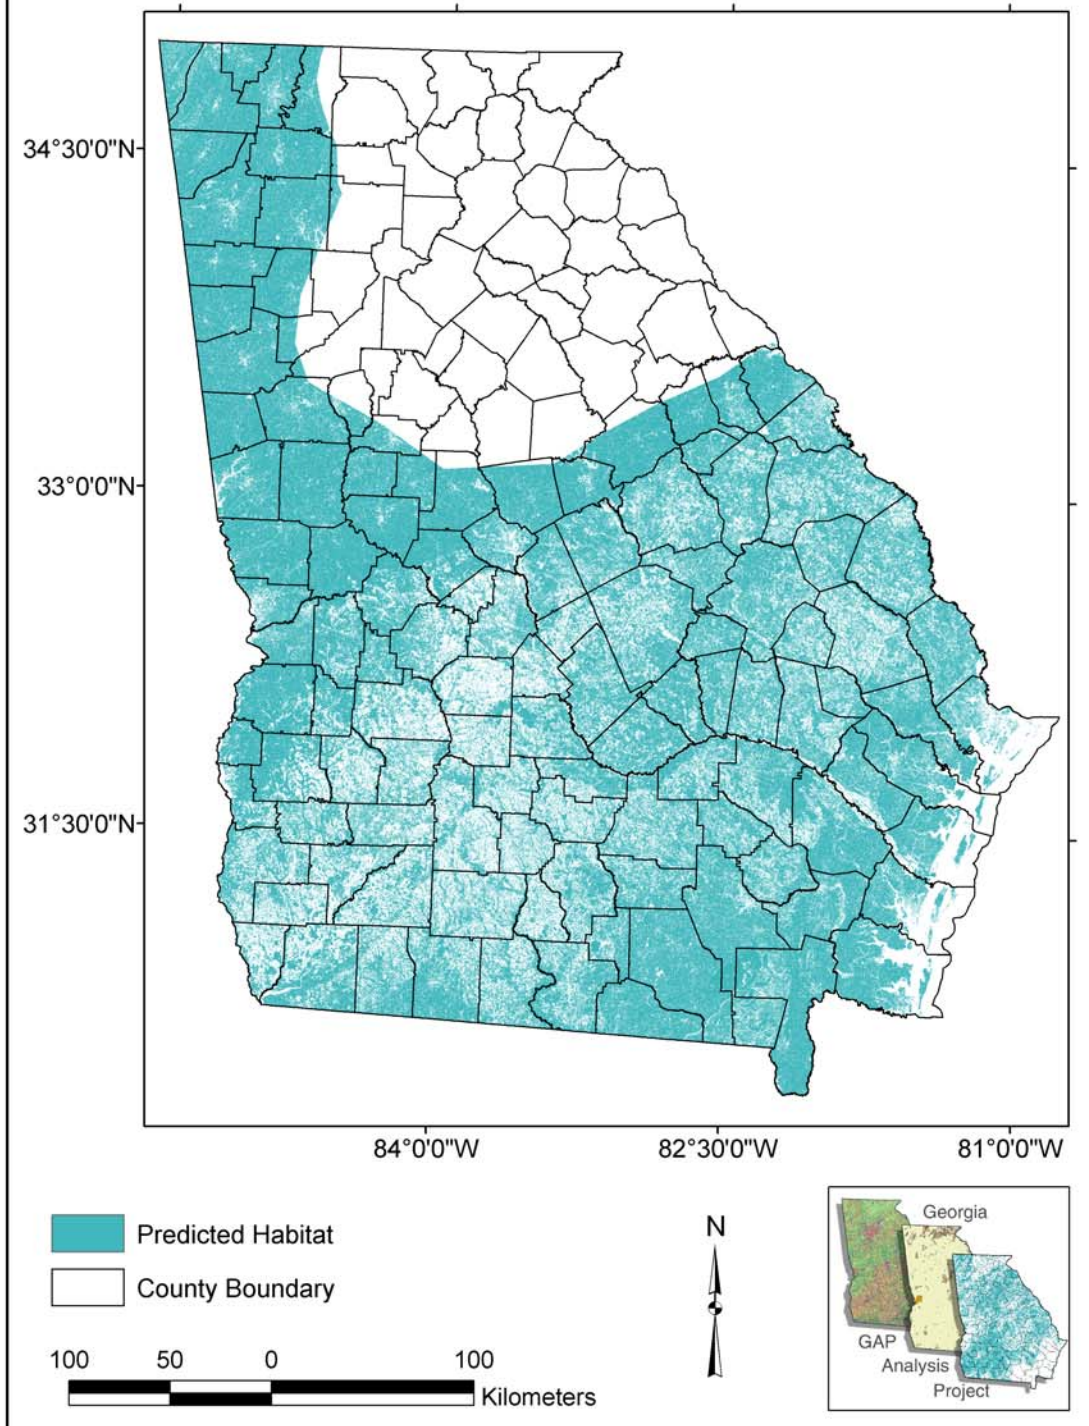 34°30'0"N
33°0'0"N
31°30'0"N
84°0'0"W
82°30'0"W
81°0'0"W
Predicted Habitat
County Boundary
100 50 0 100
Kilometers
N
Georgia
GAP
Analysis
Project